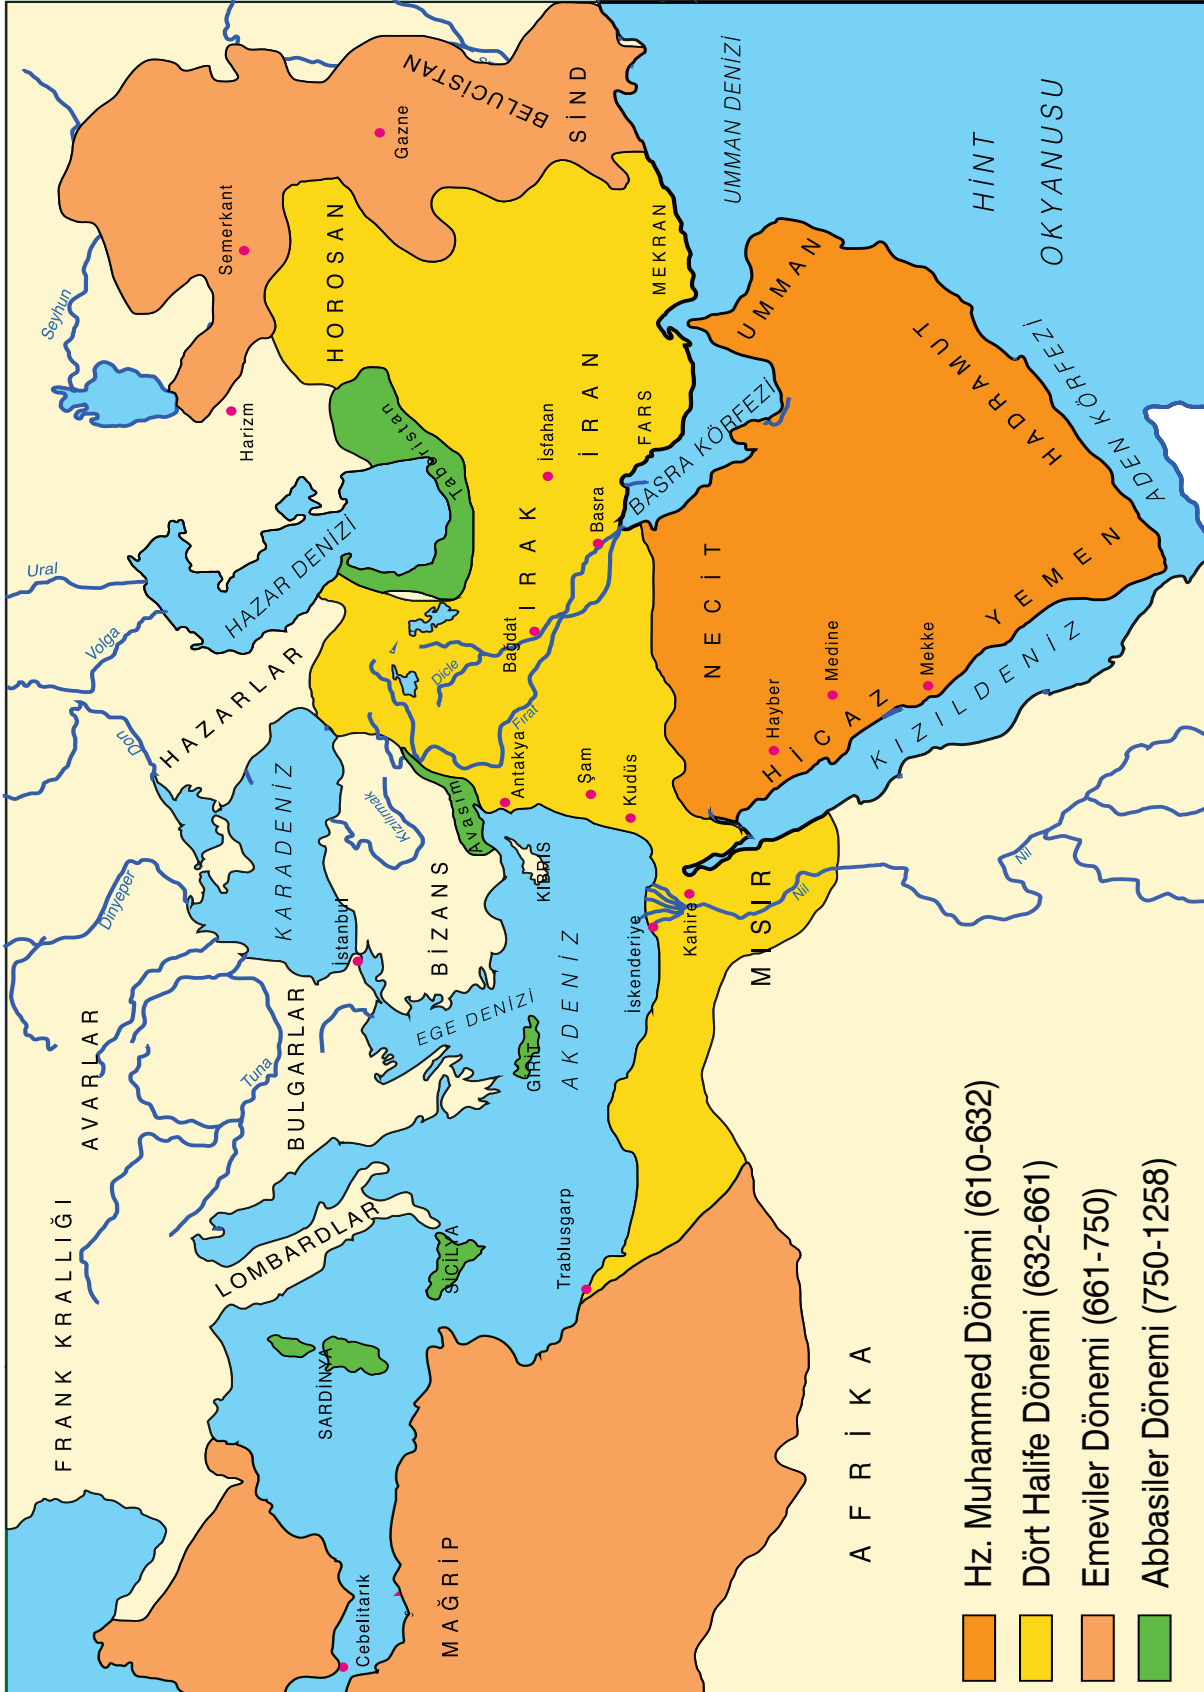 FRANK KRALLIĞI
AVARLAR
Dinyeper
Don
Volga
Ural
Seyhun
HAZARLAR
HAZAR DENİZİ
Harizm
Semerkant
Tuna
BULGARLAR
KARADENİZ
LOMBARDLAR
SARDİNYA
İstanbul
Kızılırmak
BİZANS
Avasım
Taberistan
HOROSAN
Gazne
BELUCİSTAN
SİND
Cebelitarık
MAĞRİP
SİCİLYA
EGE DENİZİ
GİRİT
AKDENİZ
KIBRIS
Antakya
Fırat
Dicle
Bağdat
IRAK
İsfahan
İRAN
Basra
FARS
MEKRAN
Trablusgarp
Şam
Kudüs
İskenderiye
Kahire
MISIR
Nil
Nil
BASRA KÖRFEZİ
UMMAN DENİZİ
NECİT
UMMAN
Hayber
Medine
Mekke
HİCAZ
KIZILDENİZ
YEMEN
HADRAMUT
ADEN KÖRFEZİ
HİNT
OKYANUSU
AFRİKA
Hz. Muhammed Dönemi (610-632)
Dört Halife Dönemi (632-661)
Emeviler Dönemi (661-750)
Abbasiler Dönemi (750-1258)